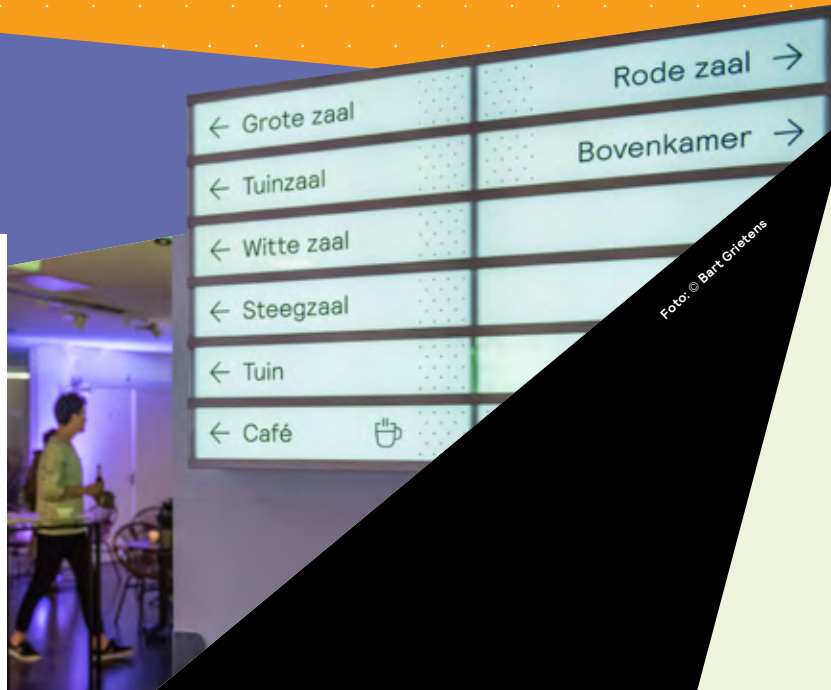 ← Grote zaal
← Tuinzaal
← Witte zaal
← Steegzaal
← Tuin
← Café
Rode zaal →
Bovenkamer →
Foto: © Bart Grietens